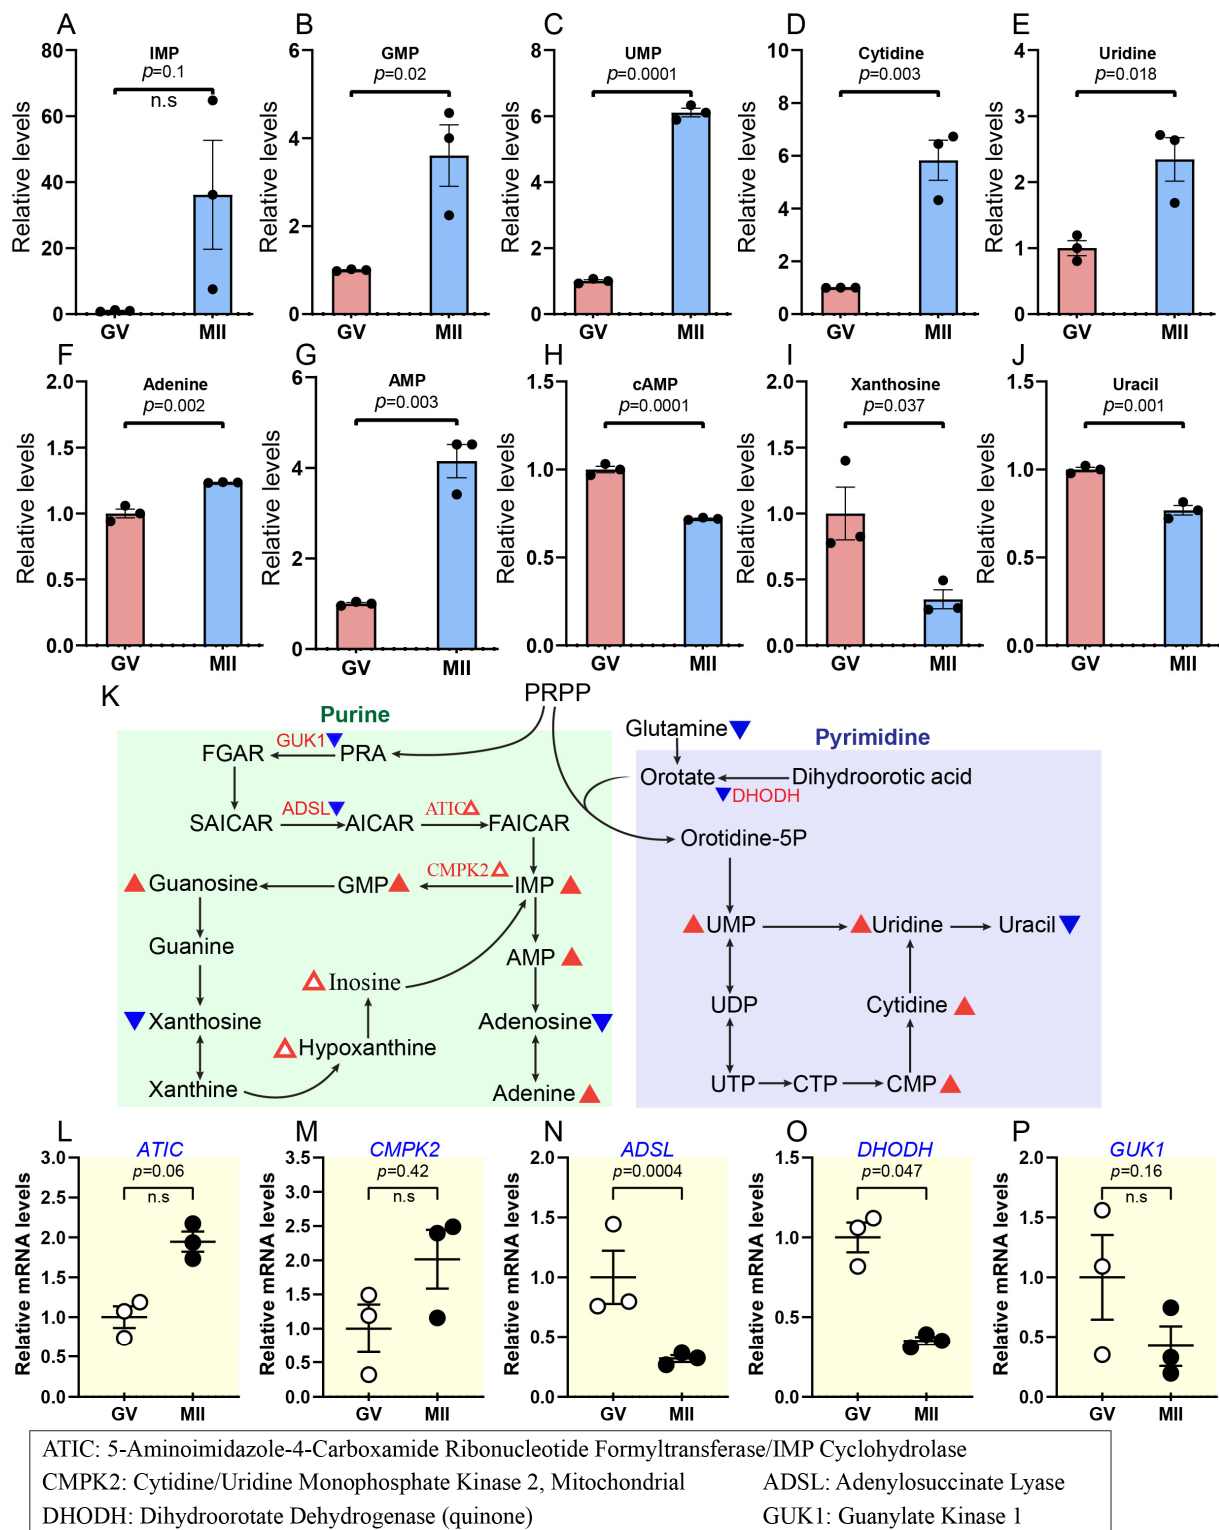 A
IMP
p=0.1
n.s
Relative levels
80
60
40
20
0
GV
MII
B
GMP
p=0.02
Relative levels
6
4
2
0
GV
MII
C
UMP
p=0.0001
Relative levels
8
6
4
2
0
GV
MII
D
Cytidine
p=0.003
Relative levels
10
8
6
4
2
0
GV
MII
E
Uridine
p=0.018
Relative levels
4
3
2
1
0
GV
MII
F
Adenine
p=0.002
Relative levels
2.0
1.5
1.0
0.5
0.0
GV
MII
G
AMP
p=0.003
Relative levels
6
4
2
0
GV
MII
H
cAMP
p=0.0001
Relative levels
1.5
1.0
0.5
0.0
GV
MII
I
Xanthosine
p=0.037
Relative levels
2.0
1.5
1.0
0.5
0.0
GV
MII
J
Uracil
p=0.001
Relative levels
1.5
1.0
0.5
0.0
GV
MII
K
PRPP
Purine
FGAR
GUK1
PRA
SAICAR
ADSL
AICAR
ATIC
FAICAR
Guanosine
GMP
CMPK2
IMP
Guanine
AMP
Inosine
Xanthosine
Adenosine
Hypoxanthine
Xanthine
Adenine
Glutamine
Pyrimidine
Orotate
Dihydroorotic acid
DHODH
Orotidine-5P
UMP
Uridine
Uracil
UDP
Cytidine
UTP
CTP
CMP
L
ATIC
p=0.06
n.s
Relative mRNA levels
3.0
2.5
2.0
1.5
1.0
0.5
0.0
GV
MII
M
CMPK2
p=0.42
n.s
Relative mRNA levels
3.5
3.0
2.5
2.0
1.5
1.0
0.5
0.0
GV
MII
N
ADSL
p=0.0004
Relative mRNA levels
2.0
1.5
1.0
0.5
0.0
GV
MII
O
DHODH
p=0.047
Relative mRNA levels
1.5
1.0
0.5
0.0
GV
MII
P
GUK1
p=0.16
n.s
Relative mRNA levels
2.0
1.5
1.0
0.5
0.0
GV
MII
ATIC: 5-Aminoimidazole-4-Carboxamide Ribonucleotide Formyltransferase/IMP Cyclohydrolase
CMPK2: Cytidine/Uridine Monophosphate Kinase 2, Mitochondrial
ADSL: Adenylosuccinate Lyase
DHODH: Dihydroorotate Dehydrogenase (quinone)
GUK1: Guanylate Kinase 1